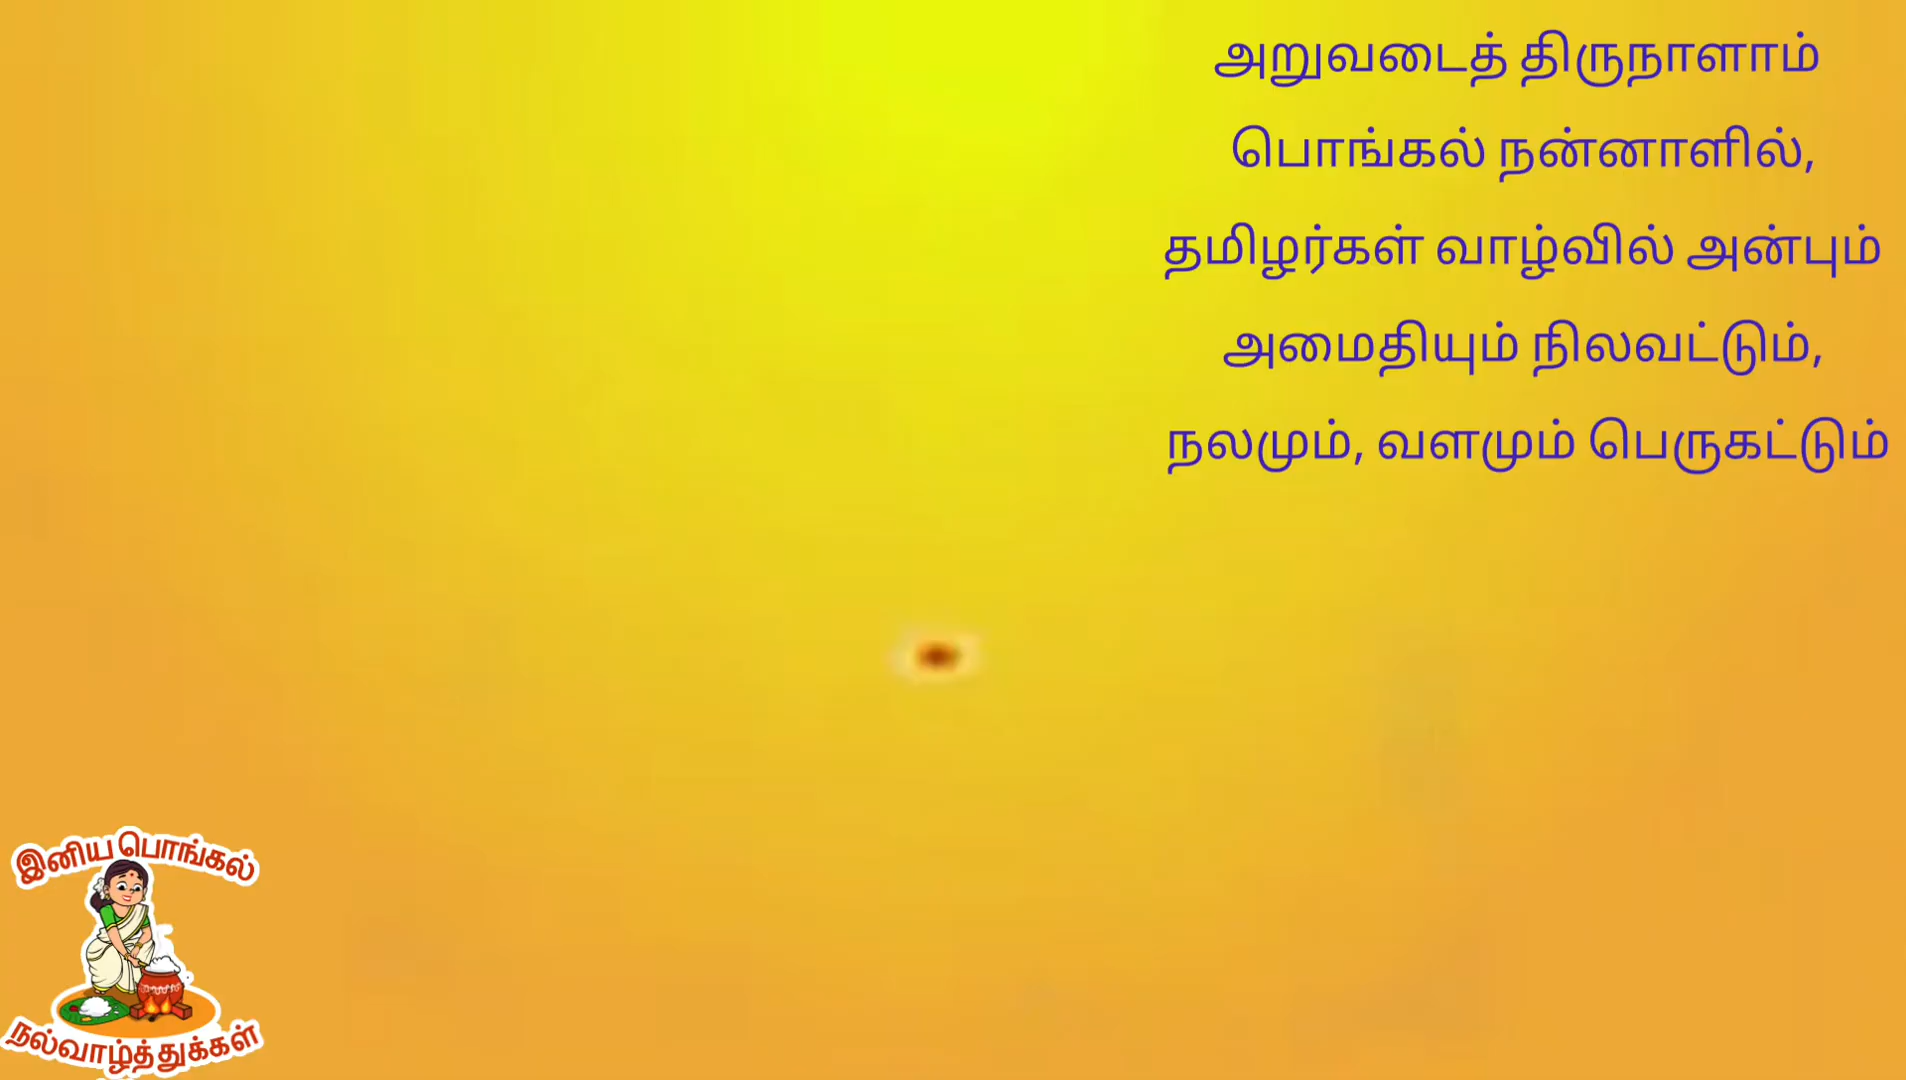 அறுவடைத் திருநாளாம்
பொங்கல் நன்னாளில்,
தமிழர்கள் வாழ்வில் அன்பும்
அமைதியும் நிலவட்டும்,
நலமும், வளமும் பெருகட்டும்
இனிய பொங்கல்
நல்வாழ்த்துக்கள்